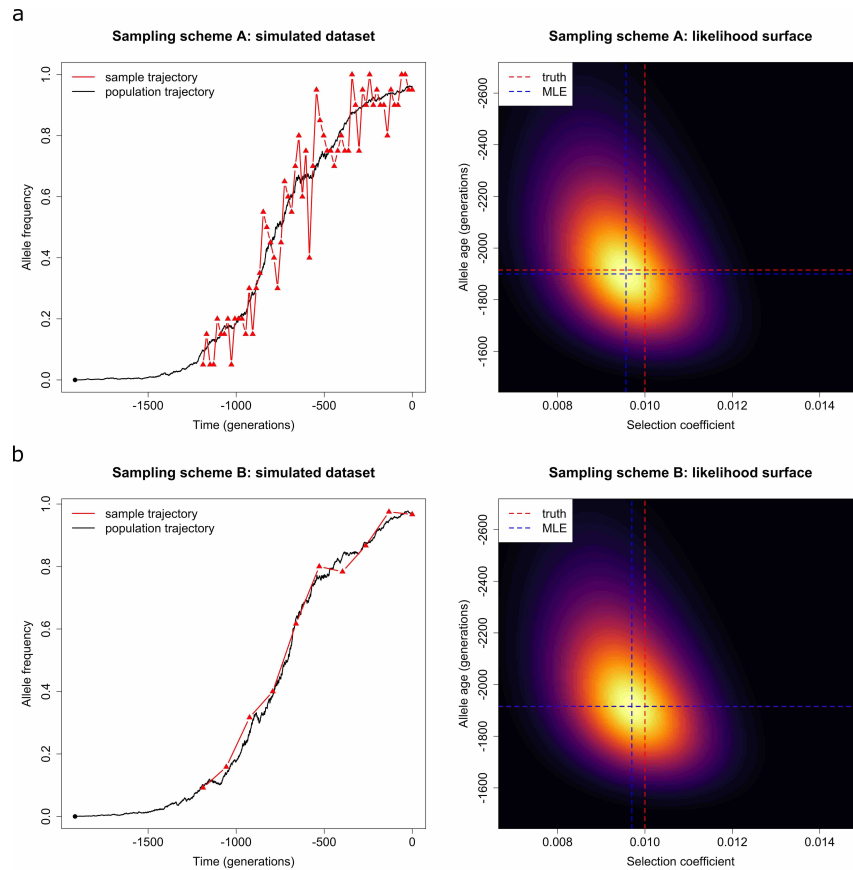 a
Sampling scheme A: simulated dataset
sample trajectory
population trajectory
Allele frequency
0.0 0.2 0.4 0.6 0.8 1.0
-1500 -1000 -500 0
Time (generations)
Sampling scheme A: likelihood surface
truth
MLE
Allele age (generations)
-2600 -2400 -2200 -2000 -1800 -1600
0.008 0.010 0.012 0.014
Selection coefficient
b
Sampling scheme B: simulated dataset
sample trajectory
population trajectory
Allele frequency
0.0 0.2 0.4 0.6 0.8 1.0
-1500 -1000 -500 0
Time (generations)
Sampling scheme B: likelihood surface
truth
MLE
Allele age (generations)
-2600 -2400 -2200 -2000 -1800 -1600
0.008 0.010 0.012 0.014
Selection coefficient